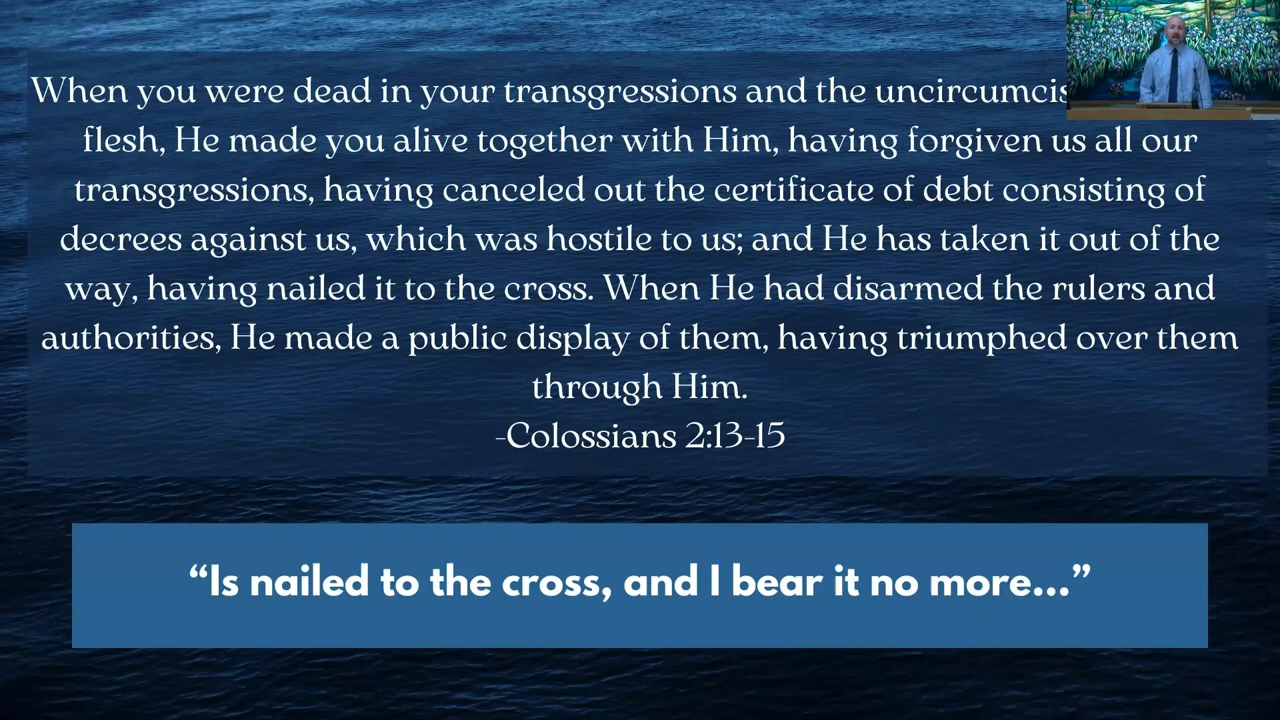 When you were dead in your transgressions and the
flesh, He made you alive together with Him, having forgiven us all our
transgressions, having canceled out the certificate of debt consisting of
decrees against us, which was hostile to us; and He has taken it out of the
way, having nailed it to the cross. When He had disarmed the rulers and
authorities, He made a public display of them, having triumphed over them
through Him.
-Colossians 2:13-15
“Is nailed to the cross, and I bear it no more...”